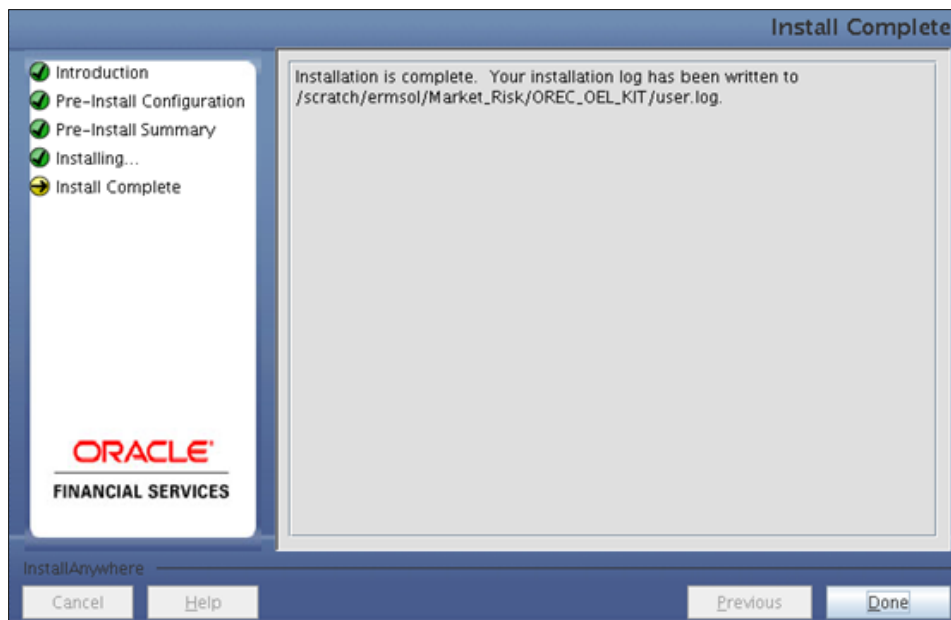 Install Complete
Introduction
Pre-Install Configuration
Pre-Install Summary
Installing...
Install Complete
Installation is complete. Your installation log has been written to
/scratch/ermsol/Market_Risk/OREC_OEL_KIT/user.log.
ORACLE®
FINANCIAL SERVICES
InstallAnywhere
Cancel
Help
Previous
Done